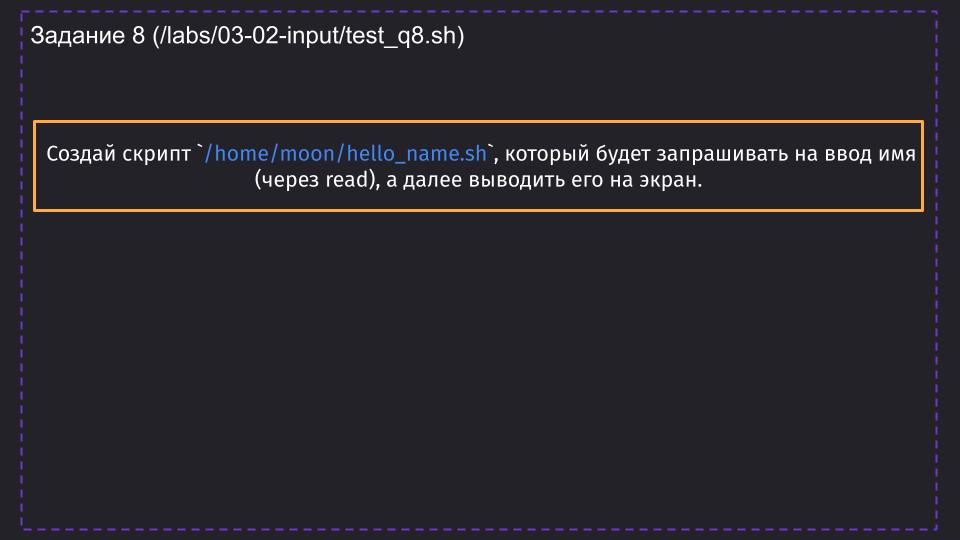 Задание 8 (/labs/03-02-input/test_q8.sh)
Создай скрипт `/home/moon/hello_name.sh`, который будет запрашивать на ввод имя
(через read), а далее выводить его на экран.